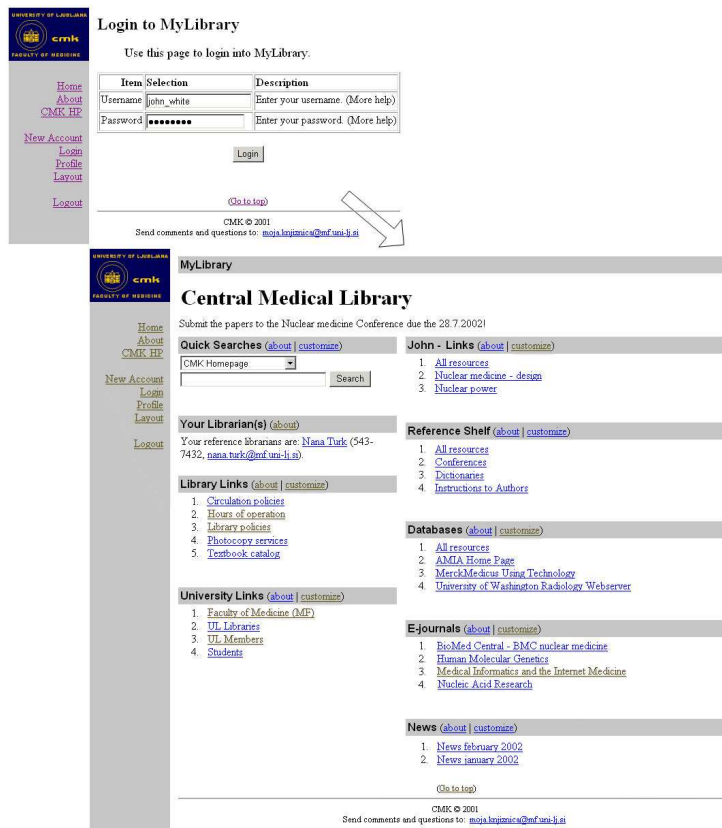 UNIVERSITY OF LJUBLJANA
cmk
FACULTY OF MEDICINE
Home
About
CMK HP
New Account
Login
Profile
Layout
Logout
Login to MyLibrary
Use this page to login into MyLibrary.
Item Selection Description
Username john_white Enter your username. (More help)
Password ●●●●●●●● Enter your password. (More help)
Login
(Go to top)
CMK © 2001
Send comments and questions to: moja.knjiznica@mf.uni-lj.si
UNIVERSITY OF LJUBLJANA
cmk
FACULTY OF MEDICINE
Home
About
CMK HP
New Account
Login
Profile
Layout
Logout
MyLibrary
Central Medical Library
Submit the papers to the Nuclear medicine Conference due the 28.7.2002!
Quick Searches (about | customize)
CMK Homepage
Search
Your Librarian(s) (about)
Your reference librarians are: Nana Turk (543-
7432, nana.turk@mf.uni-lj.si).
Library Links (about | customize)
1. Circulation policies
2. Hours of operation
3. Library policies
4. Photocopy services
5. Textbook catalog
University Links (about | customize)
1. Faculty of Medicine (MF)
2. UL Libraries
3. UL Members
4. Students
John - Links (about | customize)
1. All resources
2. Nuclear medicine - design
3. Nuclear power
Reference Shelf (about | customize)
1. All resources
2. Conferences
3. Dictionaries
4. Instructions to Authors
Databases (about | customize)
1. All resources
2. AMIA Home Page
3. MerckMedicus Using Technology
4. University of Washington Radiology Webserver
E-journals (about | customize)
1. BioMed Central - BMC nuclear medicine
2. Human Molecular Genetics
3. Medical Informatics and the Internet Medicine
4. Nucleic Acid Research
News (about | customize)
1. News february 2002
2. News january 2002
(Go to top)
CMK © 2001
Send comments and questions to: moja.knjiznica@mf.uni-lj.si